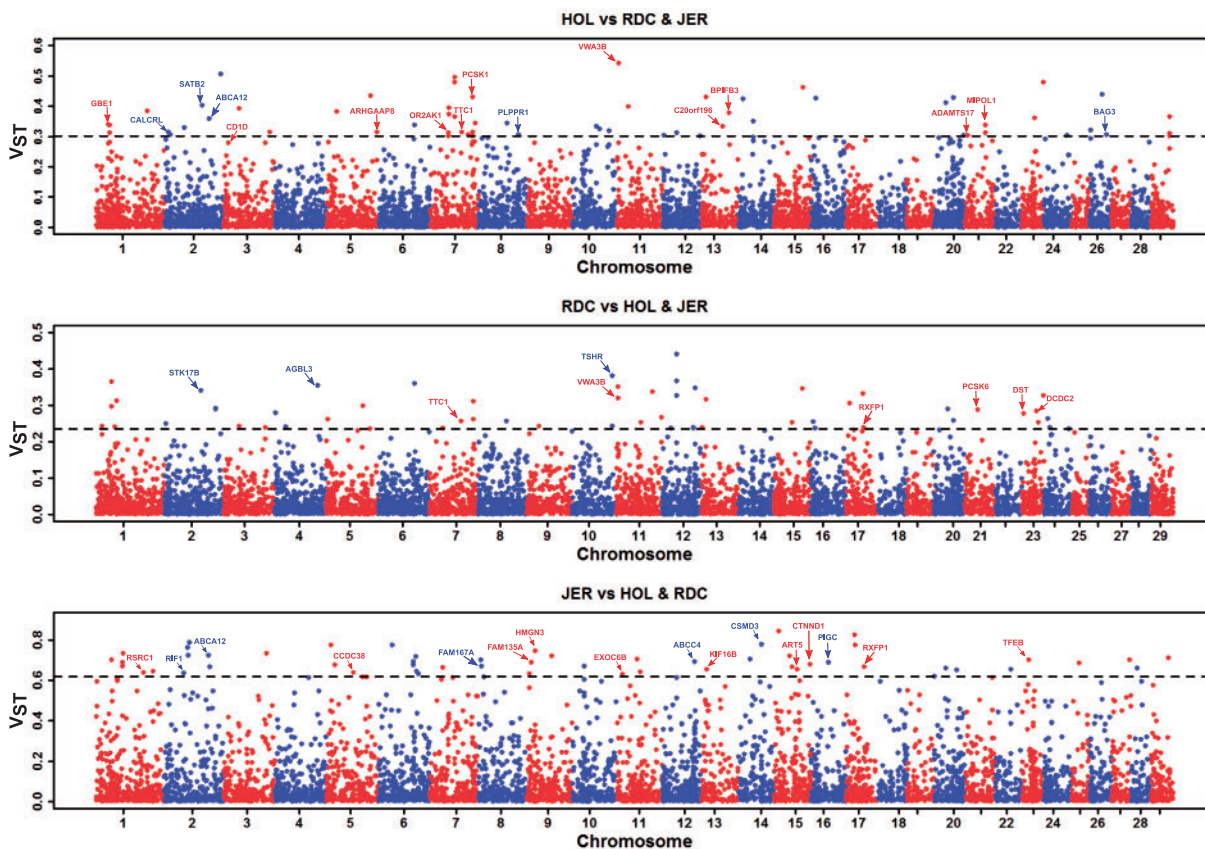 HOL vs RDC & JER
VST
0.6
0.5
0.4
0.3
0.2
0.1
0.0
GBE1
CALCRL
SATB2
ABCA12
CD1D
ARHGAAP8
OR2AK1
TTC1
PCSK1
PLPPR1
VWA3B
C20orf196
BPIFB3
ADAMTS17
MIPOL1
BAG3
1 2 3 4 5 6 7 8 9 10 11 12 13 14 15 16 17 18 20 21 22 23 24 26 28
Chromosome
RDC vs HOL & JER
VST
0.5
0.4
0.3
0.2
0.1
0.0
STK17B
AGBL3
TTC1
TSHR
VWA3B
RXFP1
PCSK6
DST
DCDC2
1 2 3 4 5 6 7 8 9 10 11 12 13 14 15 16 17 18 20 21 23 24 26 28 29
Chromosome
JER vs HOL & RDC
VST
0.8
0.6
0.4
0.2
0.0
RSRC1
RIF1
ABCA12
CCDC38
FAM167A
FAM135A
HMGN3
EXOC6B
ABCC4
KIF16B
CSMD3
ART5
CTNND1
PIGC
RXFP1
TFEB
1 2 3 4 5 6 7 8 9 10 11 12 13 14 15 16 17 18 20 22 24 26 28
Chromosome